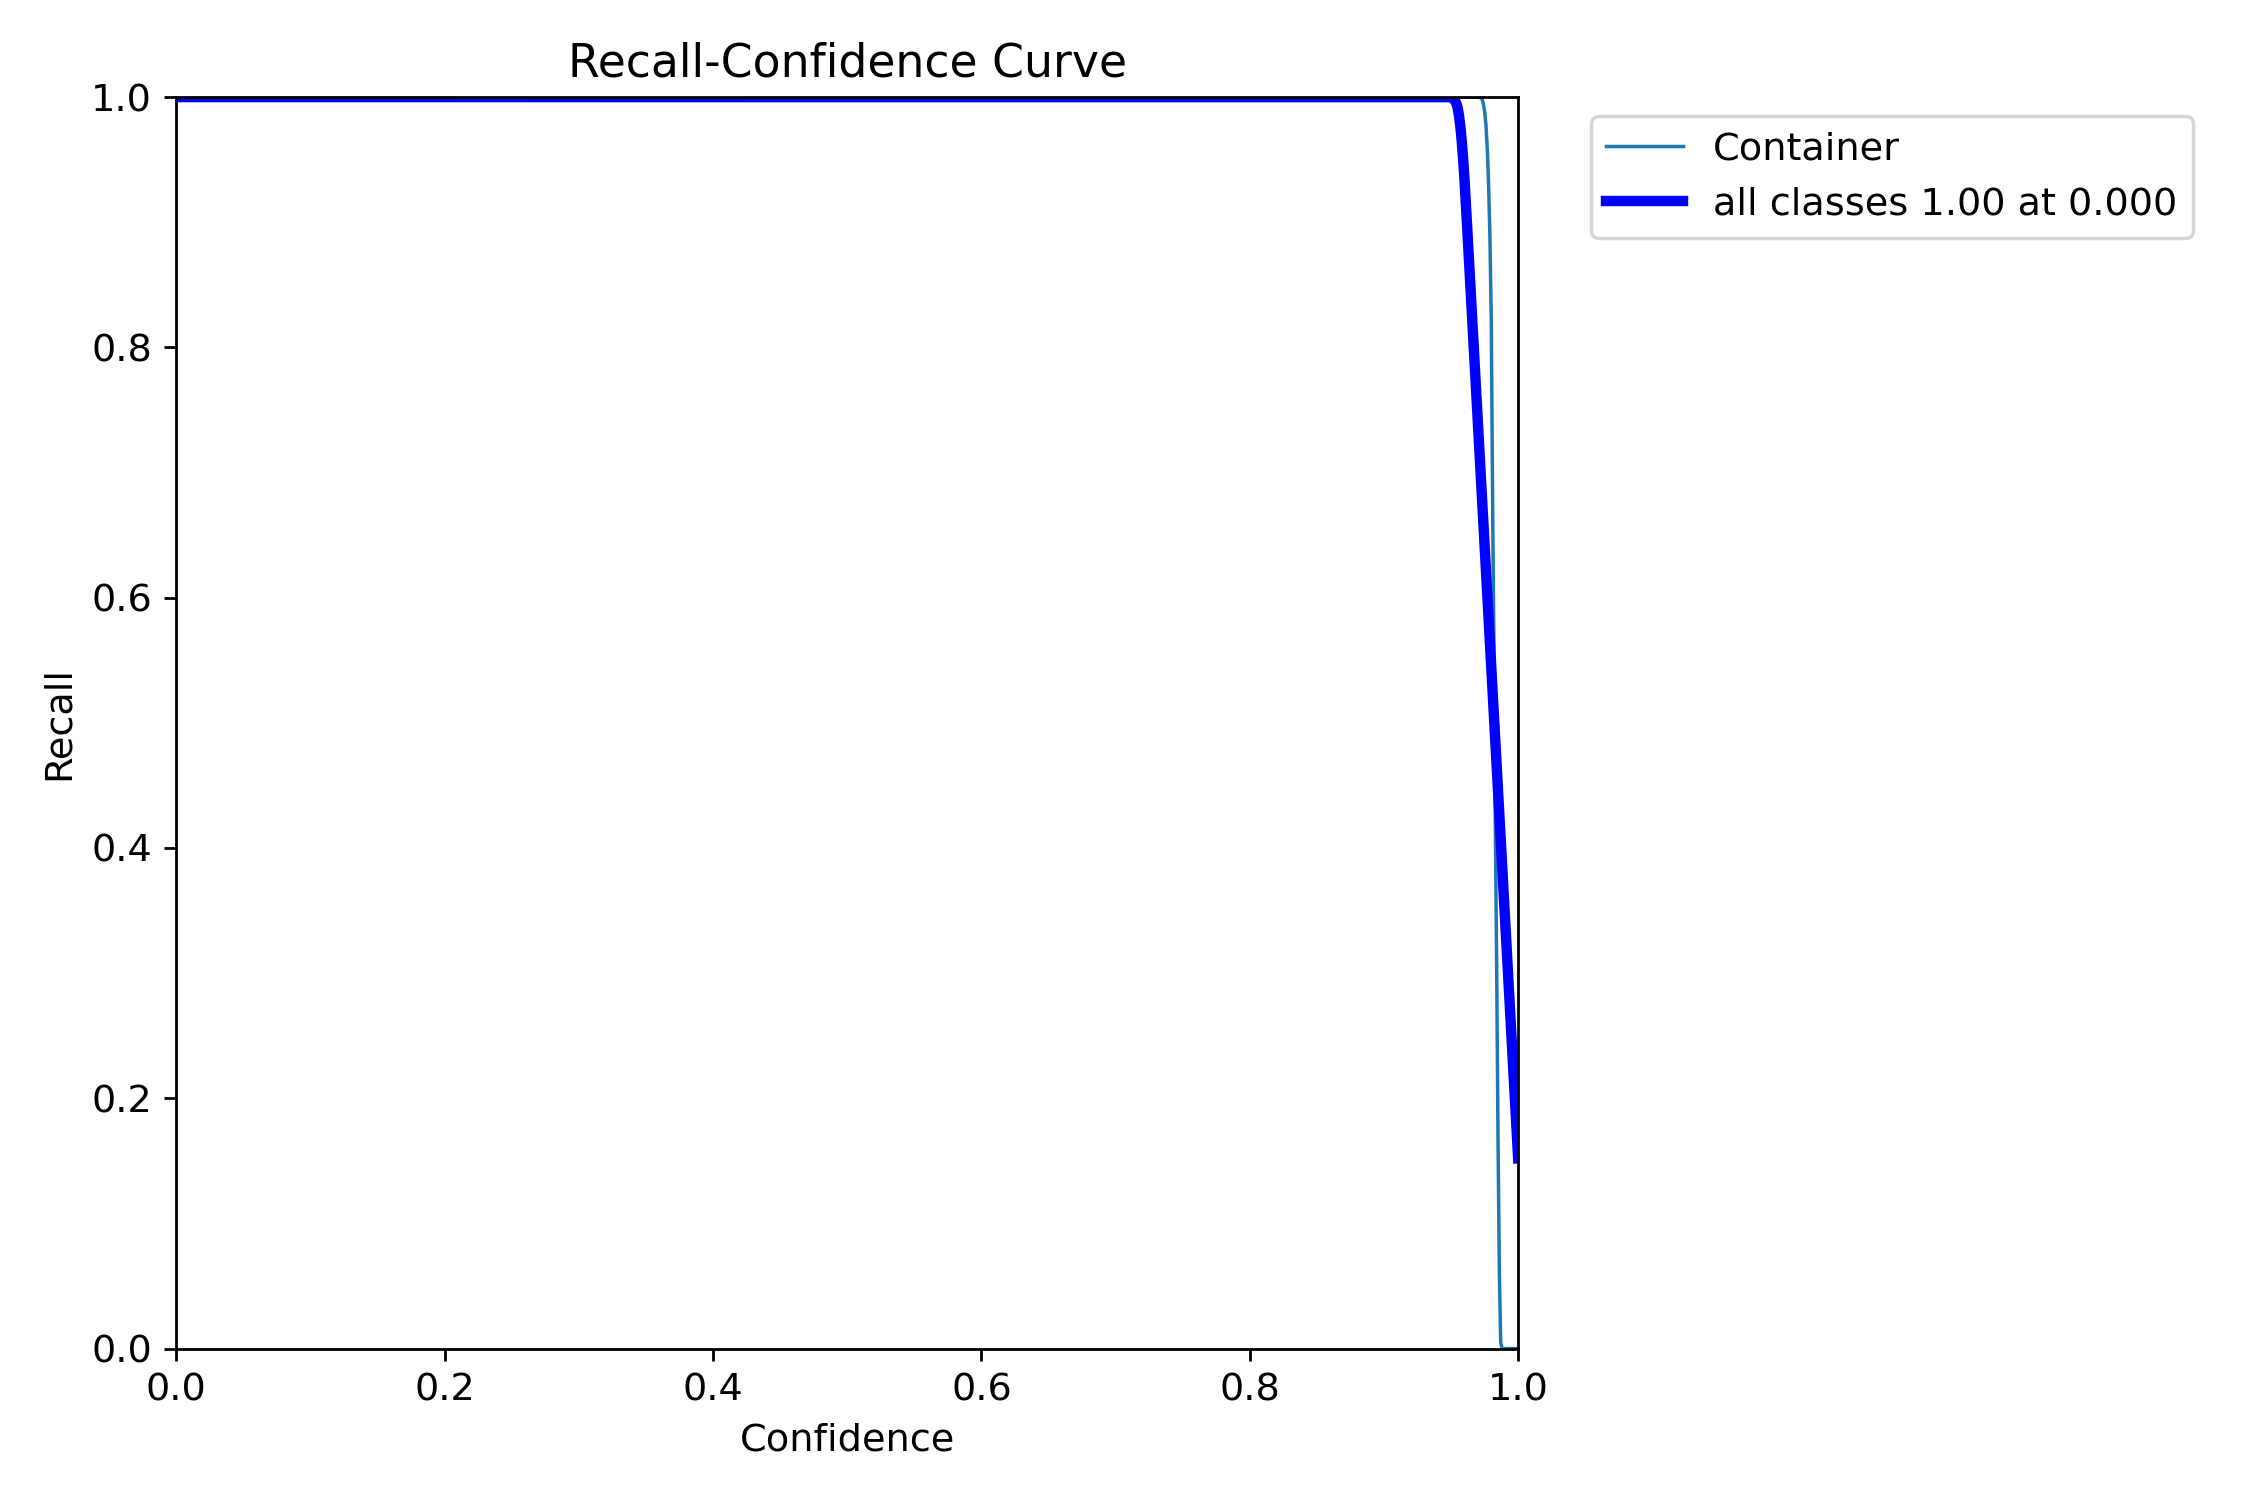 Recall-Confidence Curve
1.0
0.8
0.6
0.4
0.2
0.0
Recall
0.0 0.2 0.4 0.6 0.8 1.0
Confidence
Container
all classes 1.00 at 0.000